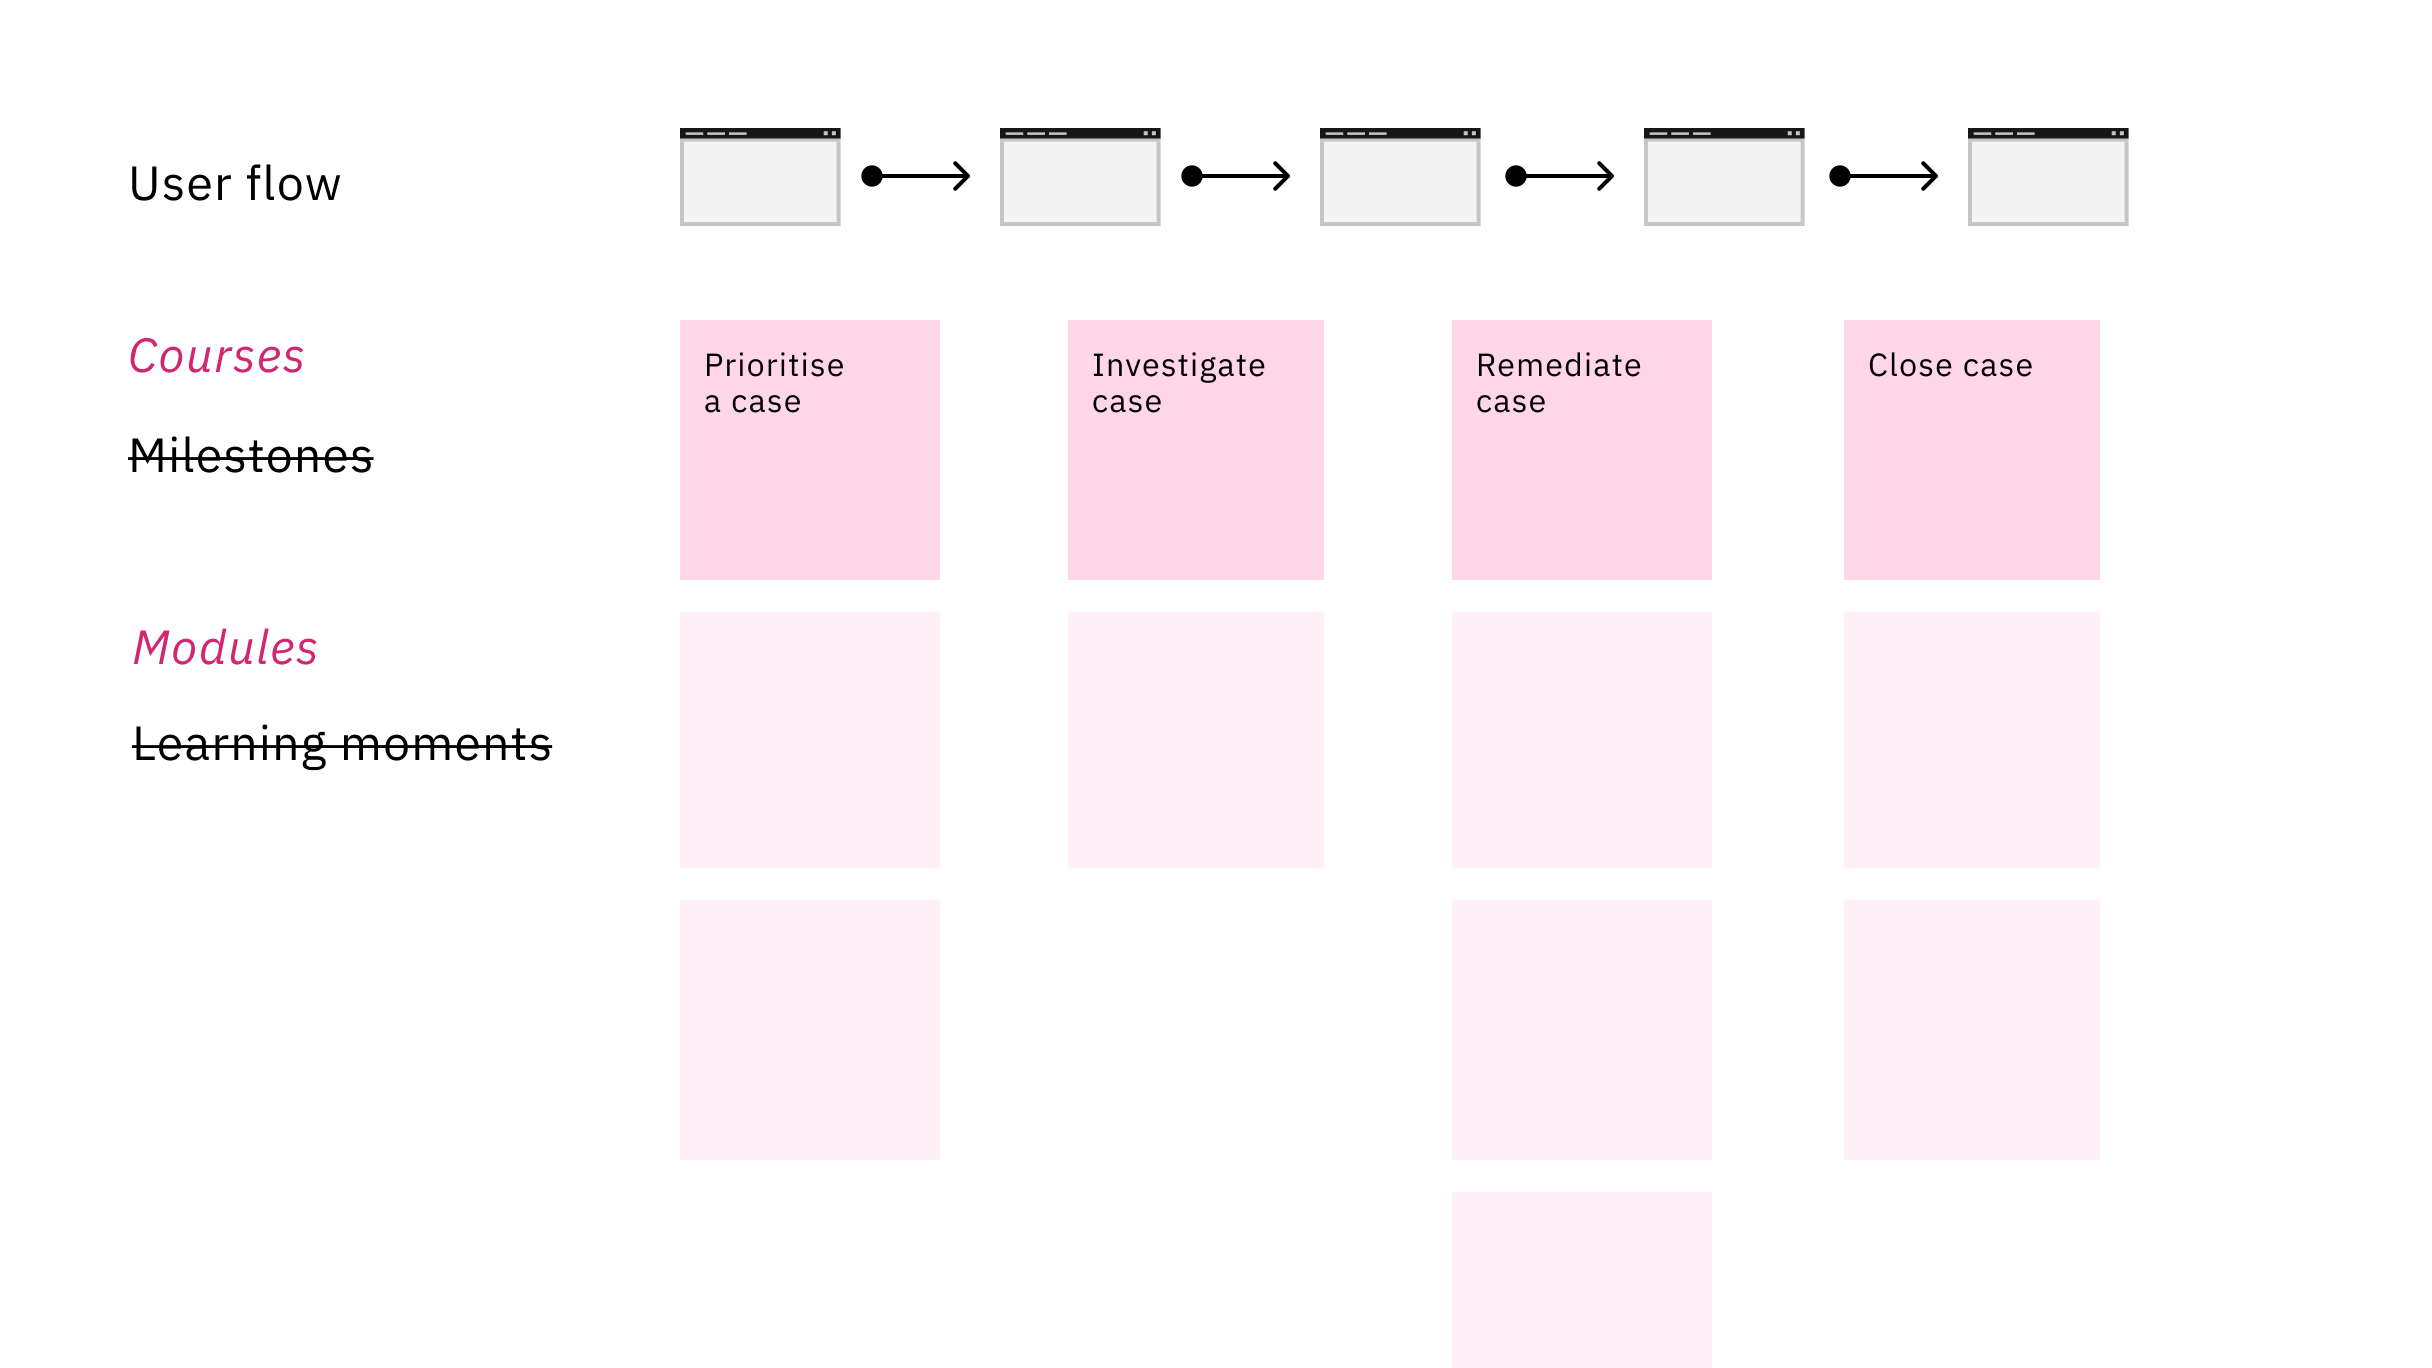 User flow
Courses
Milestones
Prioritise
a case
Investigate
case
Remediate
case
Close case
Modules
Learning moments